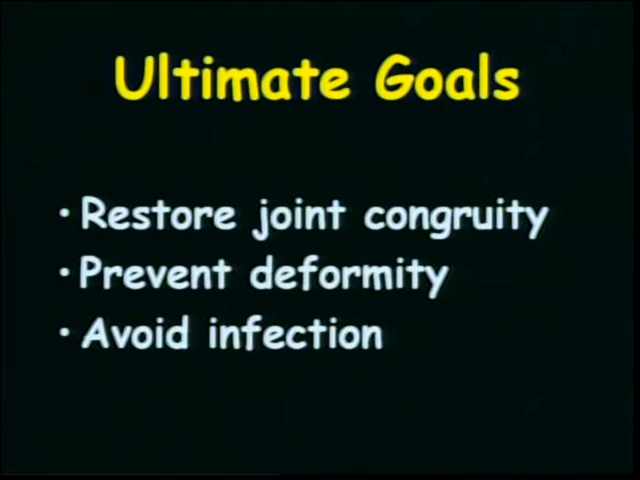 Ultimate Goals
• Restore joint congruity
• Prevent deformity
• Avoid infection